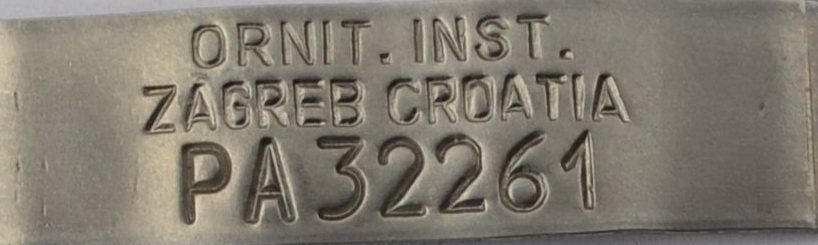 ORNIT. INST.
ZAGREB CROATIA
PA32261